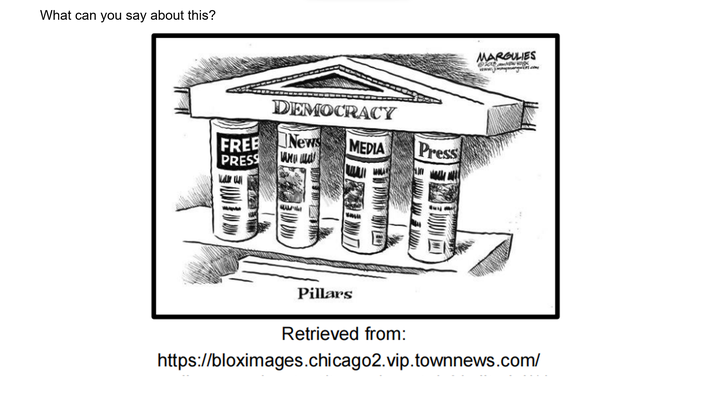 What can you say about this?
MARGULIES
DEMOCRACY
FREE
PRESS
News
MEDIA
Press
Pillars
Retrieved from:
https://bloximages.chicago2.vip.townnews.com/